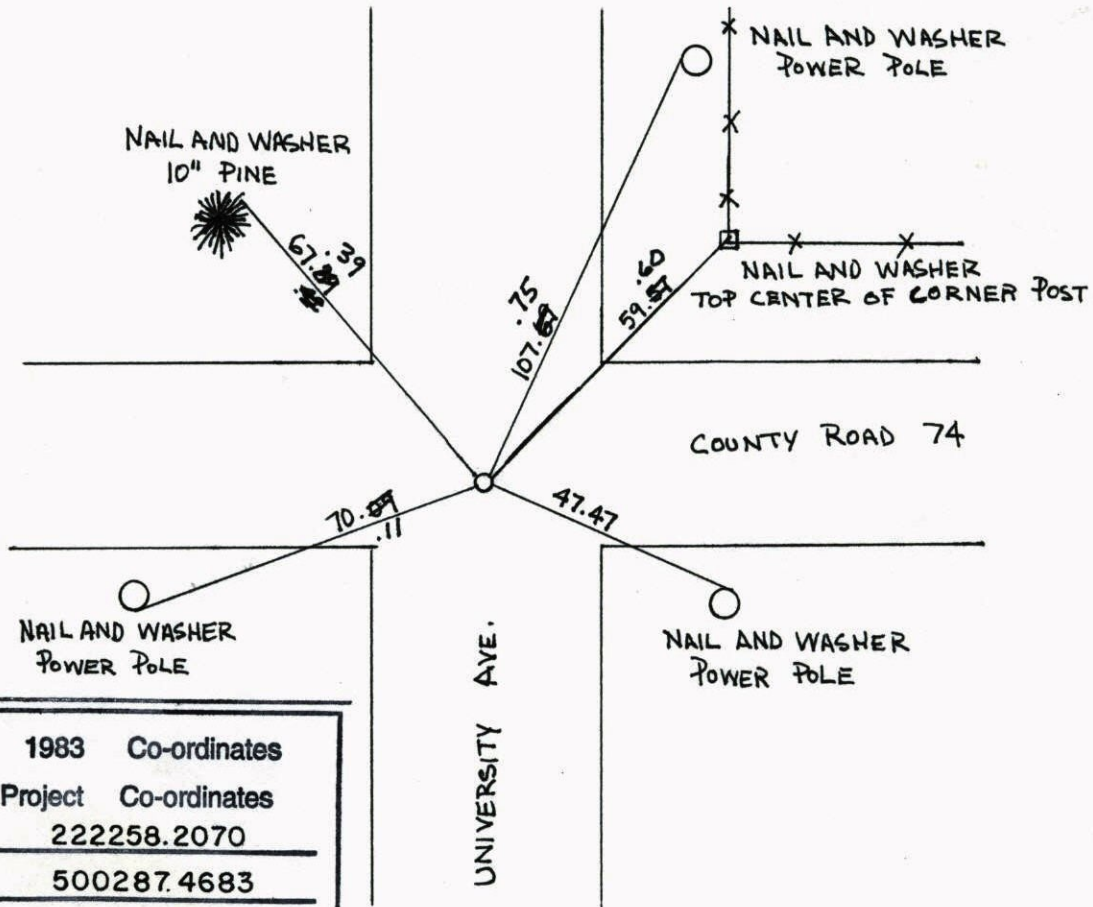 NAIL AND WASHER
POWER POLE
NAIL AND WASHER
10" PINE
.39
67.
.75
107.
.60
59.57
NAIL AND WASHER
TOP CENTER OF CORNER POST
COUNTY ROAD 74
70.09
.11
47.47
NAIL AND WASHER
POWER POLE
NAIL AND WASHER
POWER POLE
UNIVERSITY AVE.
1983 Co-ordinates
Project Co-ordinates
222258.2070
500287.4683